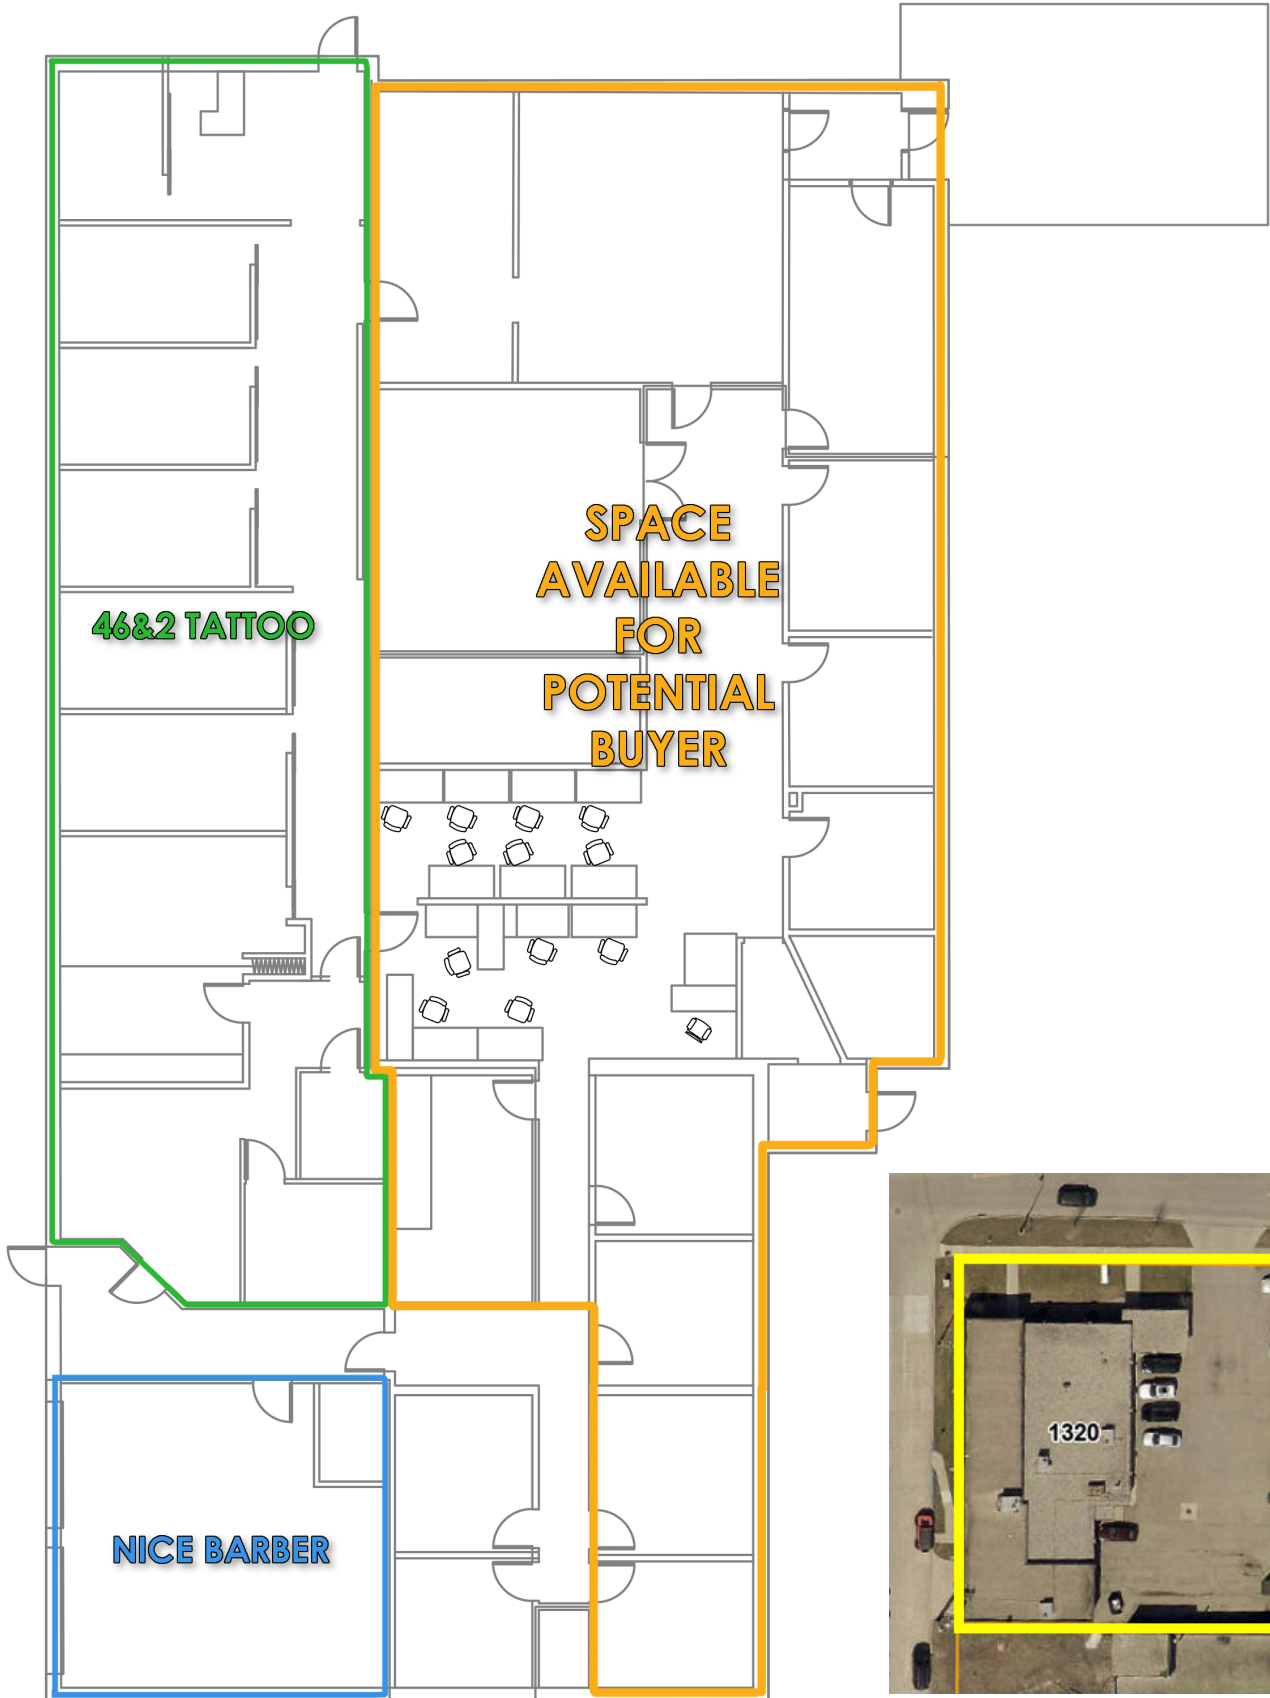 SPACE
AVAILABLE
FOR
POTENTIAL
BUYER
46&2 TATTOO
NICE BARBER
1320